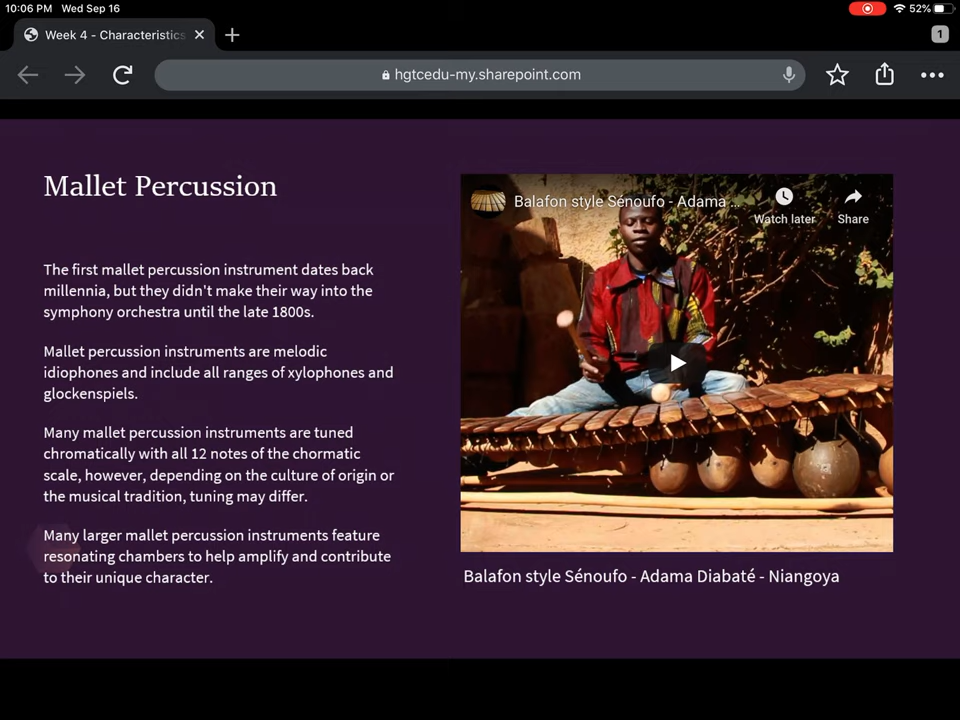 10:06 PM Wed Sep 16
52%
Week 4 - Characteristics
1
hgtcedu-my.sharepoint.com
Mallet Percussion
Balafon style Sénoufo - Adama ...
Watch later
Share
The first mallet percussion instrument dates back
millennia, but they didn't make their way into the
symphony orchestra until the late 1800s.
Mallet percussion instruments are melodic
idiophones and include all ranges of xylophones and
glockenspiels.
Many mallet percussion instruments are tuned
chromatically with all 12 notes of the chormatic
scale, however, depending on the culture of origin or
the musical tradition, tuning may differ.
Many larger mallet percussion instruments feature
resonating chambers to help amplify and contribute
to their unique character.
Balafon style Sénoufo - Adama Diabaté - Niangoya